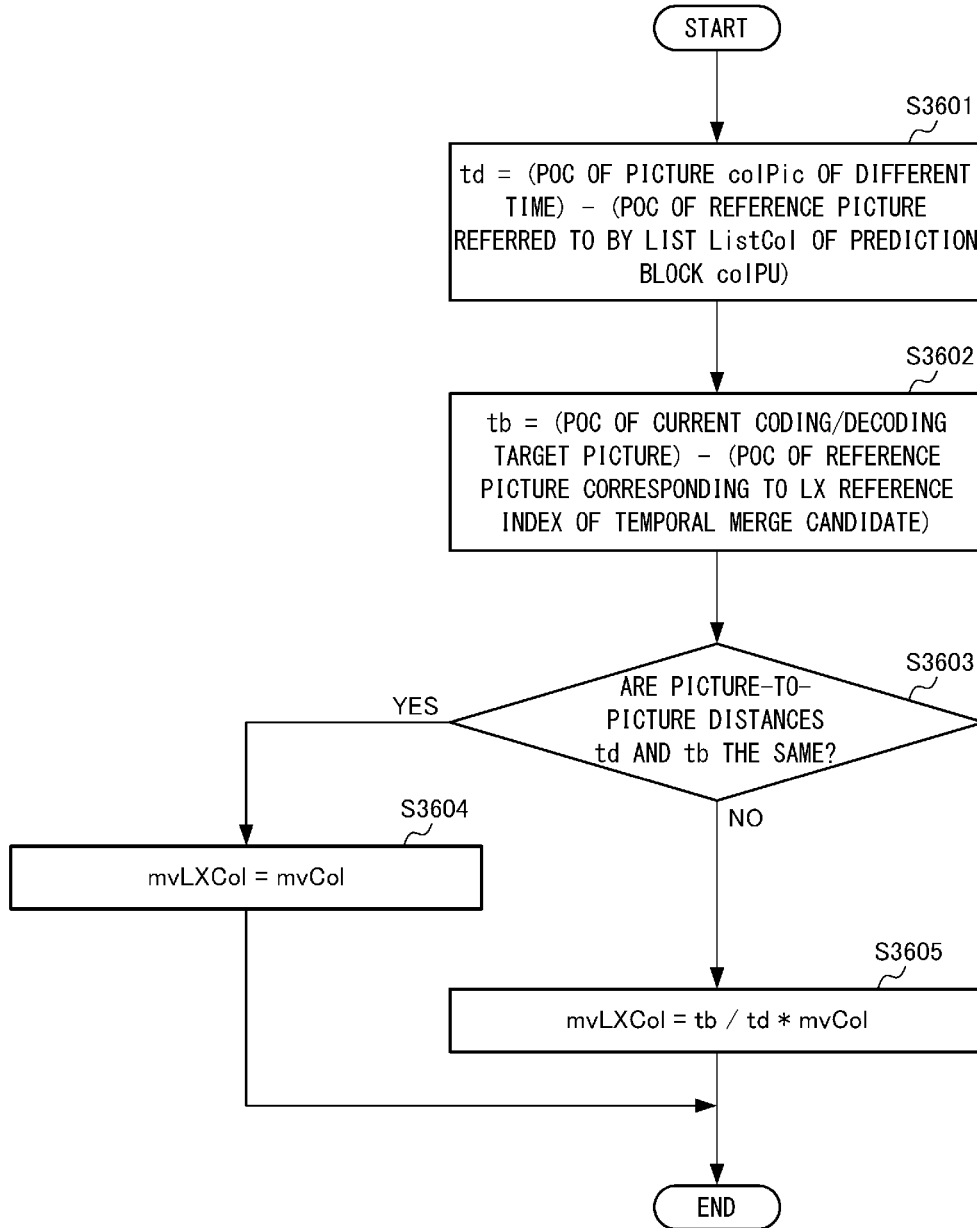 START
S3601
td = (POC OF PICTURE colPic OF DIFFERENT
TIME) - (POC OF REFERENCE PICTURE
REFERRED TO BY LIST ListCol OF PREDICTION
BLOCK colPU)
S3602
tb = (POC OF CURRENT CODING/DECODING
TARGET PICTURE) - (POC OF REFERENCE
PICTURE CORRESPONDING TO LX REFERENCE
INDEX OF TEMPORAL MERGE CANDIDATE)
S3603
ARE PICTURE-TO-
PICTURE DISTANCES
td AND tb THE SAME?
YES
NO
S3604
mvLXCol = mvCol
S3605
mvLXCol = tb / td * mvCol
END